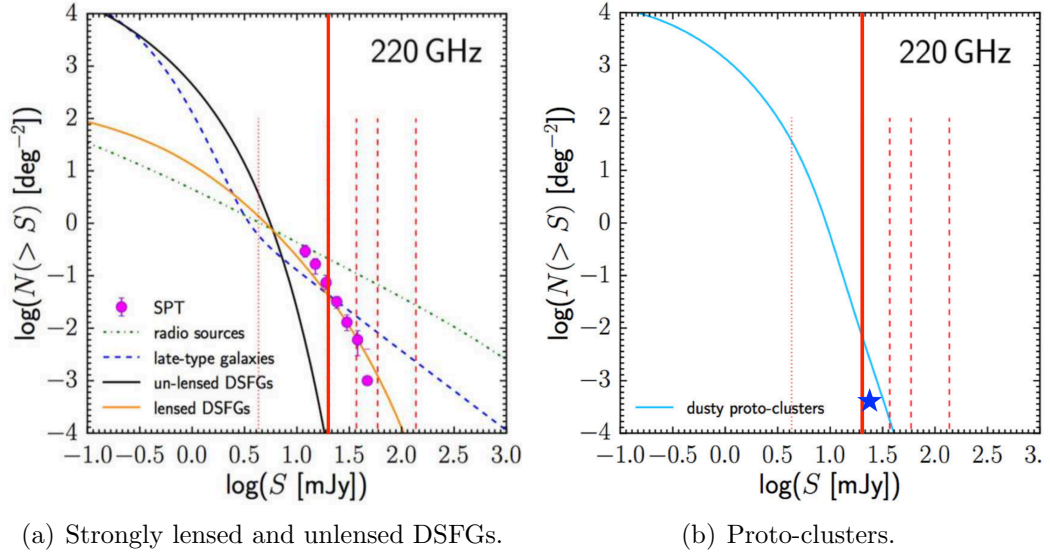 220 GHz
log(N(> S) [deg⁻²])
4
3
2
1
0
−1
−2
−3
−4
SPT
radio sources
late-type galaxies
un-lensed DSFGs
lensed DSFGs
−1.0 0.0 0.5 1.0 1.5 2.0 2.5 3.0
log(S [mJy])
(a) Strongly lensed and unlensed DSFGs.
220 GHz
log(N(> S) [deg⁻²])
4
3
2
1
0
−1
−2
−3
−4
dusty proto-clusters
−1.0 −0.5 0.0 0.5 1.0 1.5 2.0 2.5 3.
log(S [mJy])
(b) Proto-clusters.